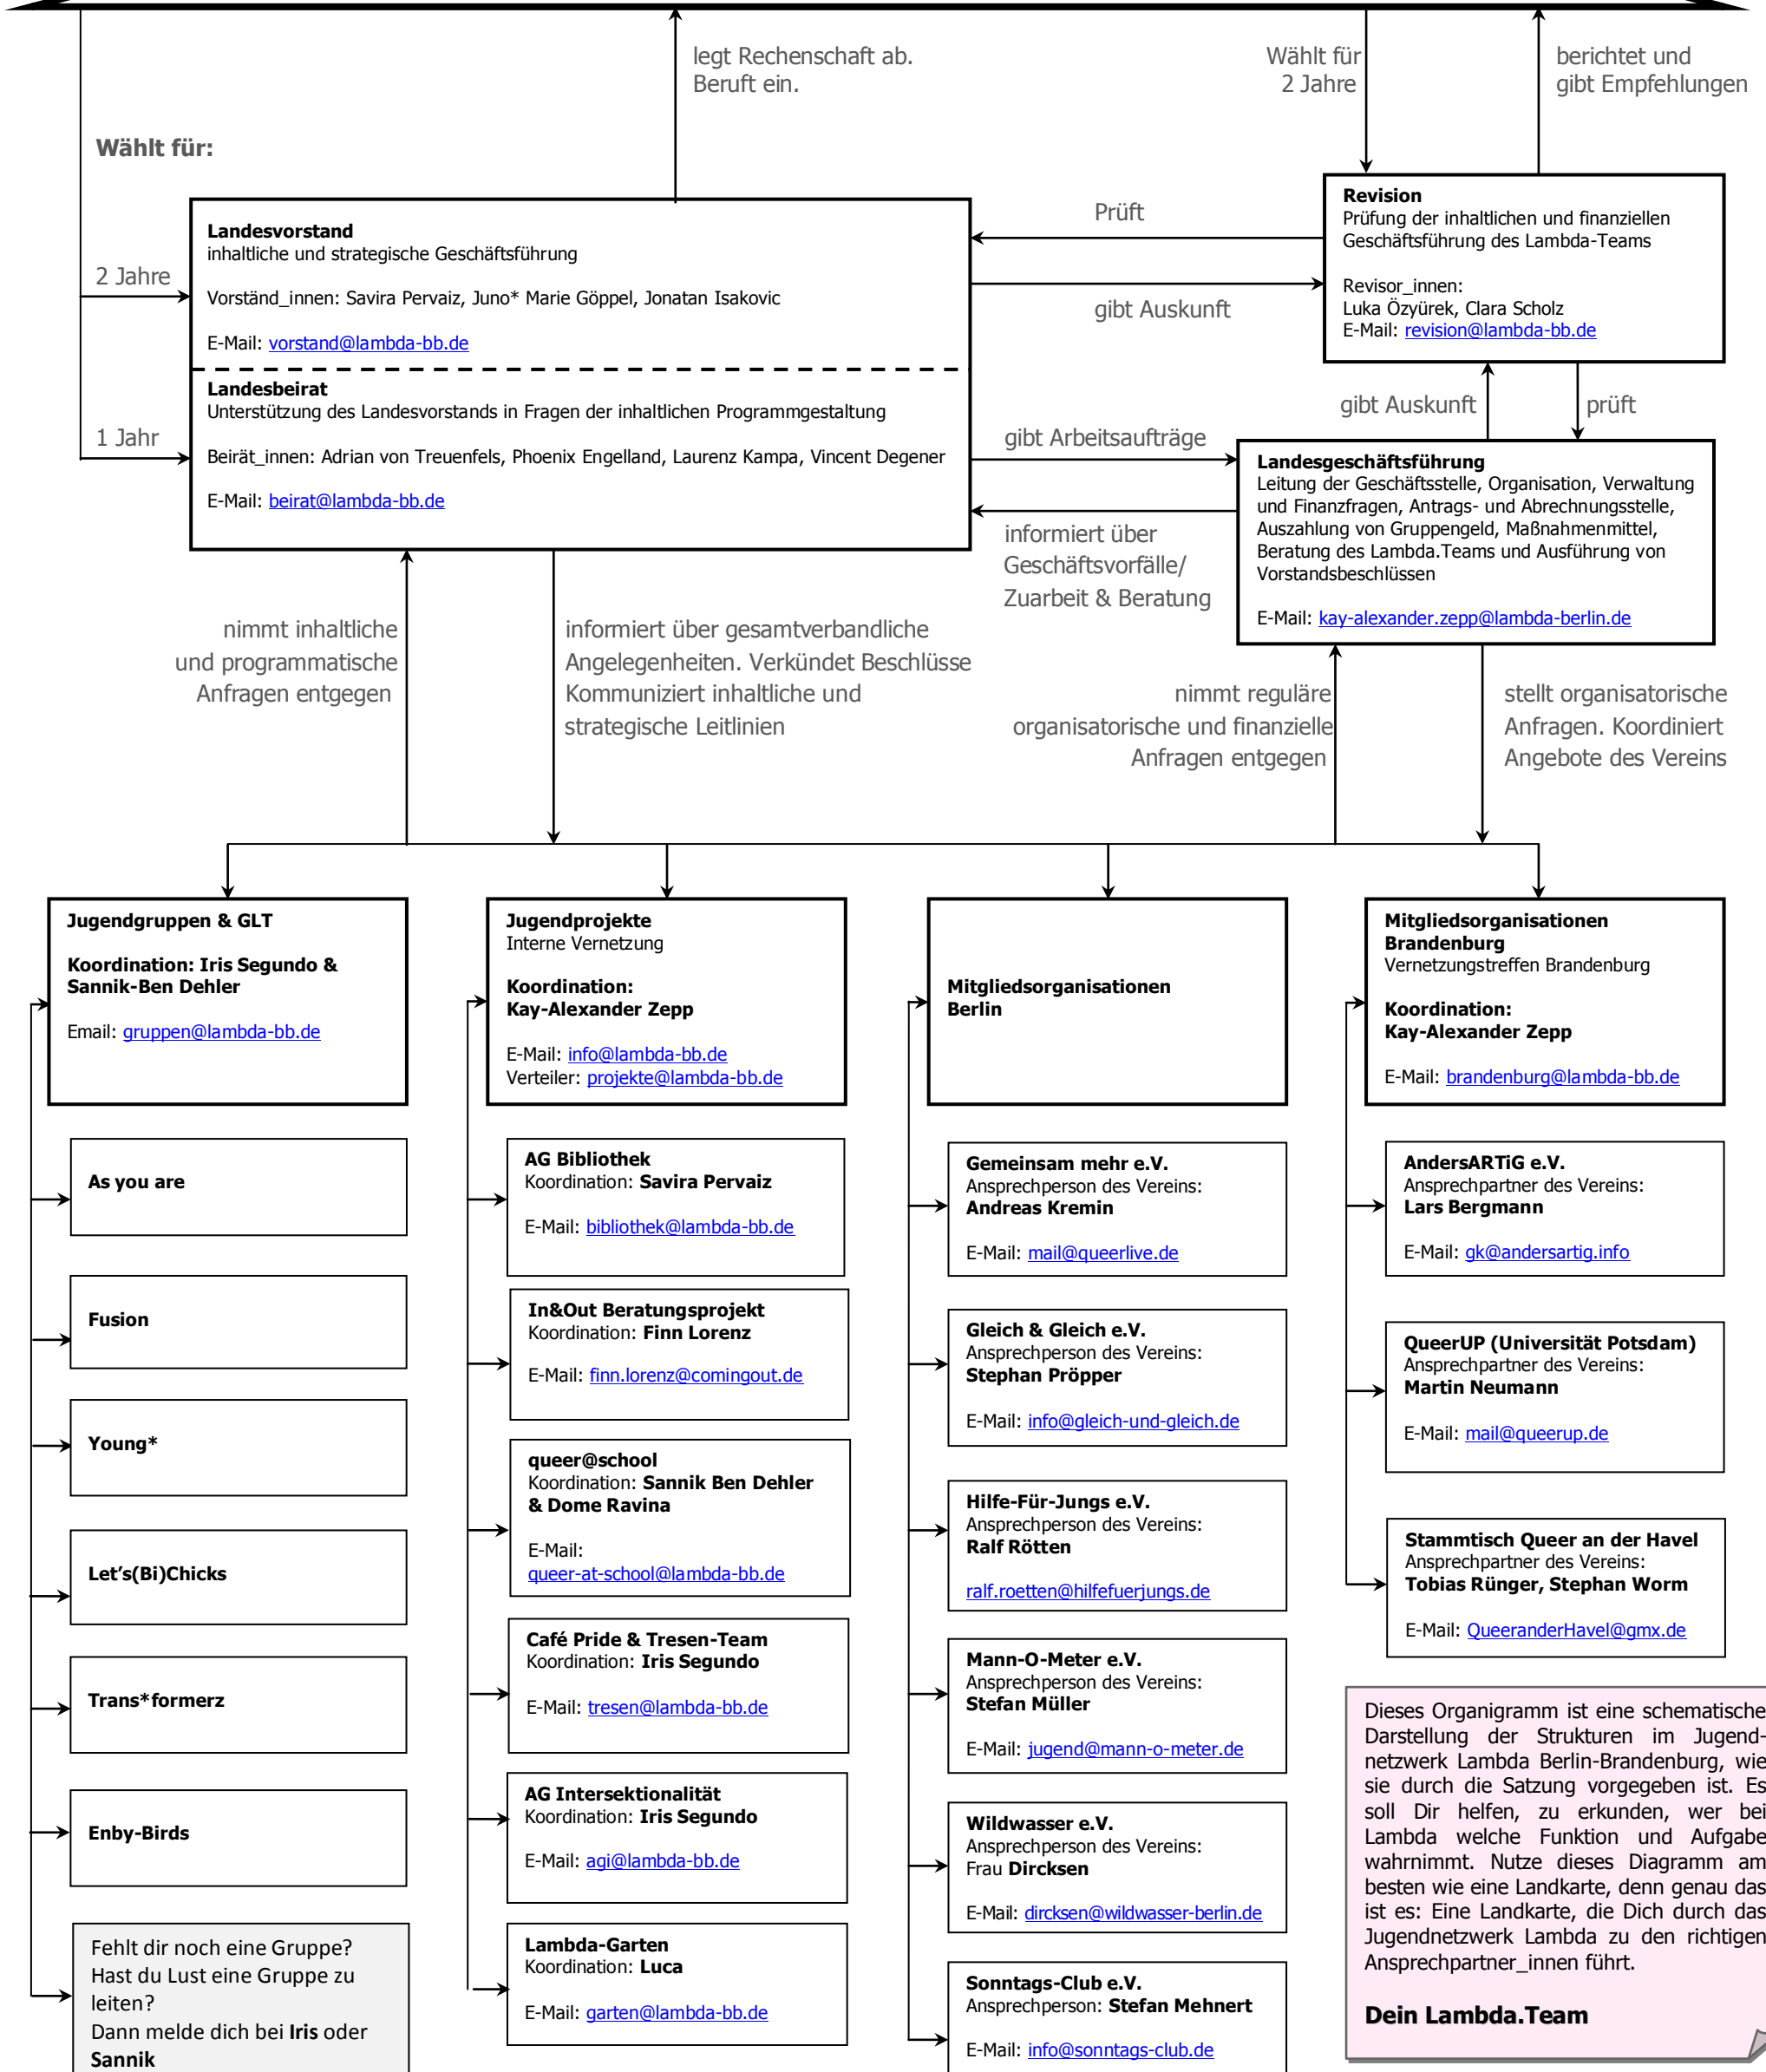 legt Rechenschaft ab.
Beruft ein.
Wählt für
2 Jahre
berichtet und
gibt Empfehlungen
Wählt für:
2 Jahre
1 Jahr
Landesvorstand
inhaltliche und strategische Geschäftsführung
Vorständ_innen: Savira Pervaiz, Juno* Marie Göppel, Jonatan Isakovic
E-Mail: vorstand@lambda-bb.de
Landesbeirat
Unterstützung des Landesvorstands in Fragen der inhaltlichen Programmgestaltung
Beirät_innen: Adrian von Treuenfels, Phoenix Engelland, Laurenz Kampa, Vincent Degener
E-Mail: beirat@lambda-bb.de
Prüft
gibt Auskunft
Revision
Prüfung der inhaltlichen und finanziellen
Geschäftsführung des Lambda-Teams
Revisor_innen:
Luka Özyürek, Clara Scholz
E-Mail: revision@lambda-bb.de
gibt Auskunft
prüft
gibt Arbeitsaufträge
informiert über
Geschäftsvorfälle/
Zuarbeit & Beratung
Landesgeschäftsführung
Leitung der Geschäftsstelle, Organisation, Verwaltung
und Finanzfragen, Antrags- und Abrechnungsstelle,
Auszahlung von Gruppengeld, Maßnahmenmittel,
Beratung des Lambda.Teams und Ausführung von
Vorstandsbeschlüssen
E-Mail: kay-alexander.zepp@lambda-berlin.de
nimmt inhaltliche
und programmatische
Anfragen entgegen
informiert über gesamtverbandliche
Angelegenheiten. Verkündet Beschlüsse
Kommuniziert inhaltliche und
strategische Leitlinien
nimmt reguläre
organisatorische und finanzielle
Anfragen entgegen
stellt organisatorische
Anfragen. Koordiniert
Angebote des Vereins
Jugendgruppen & GLT
Koordination: Iris Segundo &
Sannik-Ben Dehler
Email: gruppen@lambda-bb.de
As you are
Fusion
Young*
Let's(Bi)Chicks
Trans*formerz
Enby-Birds
Fehlt dir noch eine Gruppe?
Hast du Lust eine Gruppe zu
leiten?
Dann melde dich bei Iris oder
Sannik
Jugendprojekte
Interne Vernetzung
Koordination:
Kay-Alexander Zepp
E-Mail: info@lambda-bb.de
Verteiler: projekte@lambda-bb.de
AG Bibliothek
Koordination: Savira Pervaiz
E-Mail: bibliothek@lambda-bb.de
In&Out Beratungsprojekt
Koordination: Finn Lorenz
E-Mail: finn.lorenz@comingout.de
queer@school
Koordination: Sannik Ben Dehler
& Dome Ravina
E-Mail:
queer-at-school@lambda-bb.de
Café Pride & Tresen-Team
Koordination: Iris Segundo
E-Mail: tresen@lambda-bb.de
AG Intersektionalität
Koordination: Iris Segundo
E-Mail: agi@lambda-bb.de
Lambda-Garten
Koordination: Luca
E-Mail: garten@lambda-bb.de
Mitgliedsorganisationen
Berlin
Gemeinsam mehr e.V.
Ansprechperson des Vereins:
Andreas Kremin
E-Mail: mail@queerlive.de
Gleich & Gleich e.V.
Ansprechperson des Vereins:
Stephan Pröpper
E-Mail: info@gleich-und-gleich.de
Hilfe-Für-Jungs e.V.
Ansprechperson des Vereins:
Ralf Rötten
ralf.roetten@hilfefuerjungs.de
Mann-O-Meter e.V.
Ansprechperson des Vereins:
Stefan Müller
E-Mail: jugend@mann-o-meter.de
Wildwasser e.V.
Ansprechperson des Vereins:
Frau Dircksen
E-Mail: dircksen@wildwasser-berlin.de
Sonntags-Club e.V.
Ansprechperson: Stefan Mehnert
E-Mail: info@sonntags-club.de
Mitgliedsorganisationen
Brandenburg
Vernetzungstreffen Brandenburg
Koordination:
Kay-Alexander Zepp
E-Mail: brandenburg@lambda-bb.de
AndersARTiG e.V.
Ansprechpartner des Vereins:
Lars Bergmann
E-Mail: gk@andersartig.info
QueerUP (Universität Potsdam)
Ansprechpartner des Vereins:
Martin Neumann
E-Mail: mail@queerup.de
Stammtisch Queer an der Havel
Ansprechpartner des Vereins:
Tobias Rünger, Stephan Worm
E-Mail: QueeranderHavel@gmx.de
Dieses Organigramm ist eine schematische
Darstellung der Strukturen im Jugend-
netzwerk Lambda Berlin-Brandenburg, wie
sie durch die Satzung vorgegeben ist. Es
soll Dir helfen, zu erkunden, wer bei
Lambda welche Funktion und Aufgabe
wahrnimmt. Nutze dieses Diagramm am
besten wie eine Landkarte, denn genau das
ist es: Eine Landkarte, die Dich durch das
Jugendnetzwerk Lambda zu den richtigen
Ansprechpartner_innen führt.
Dein Lambda.Team